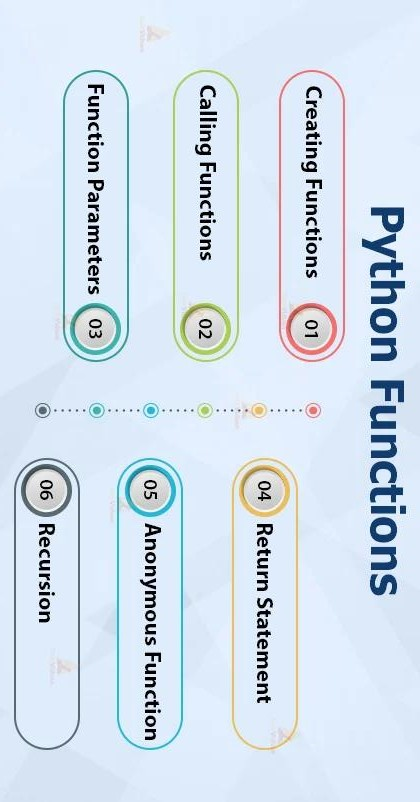 Python Functions
Creating Functions 01
Calling Functions 02
Function Parameters 03
04 Return Statement
05 Anonymous Function
06 Recursion